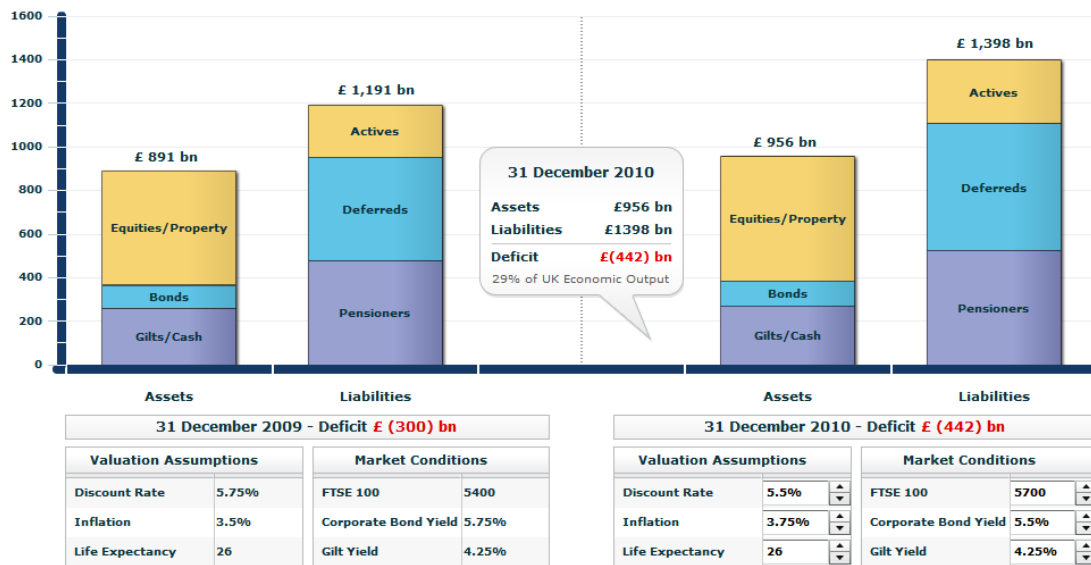 1600
1400
1200
1000
800
600
400
200
0
£ 891 bn
Equities/Property
Bonds
Gilts/Cash
£ 1,191 bn
Actives
Deferreds
Pensioners
31 December 2010
Assets £956 bn
Liabilities £1398 bn
Deficit £(442) bn
29% of UK Economic Output
£ 956 bn
Equities/Property
Bonds
Gilts/Cash
£ 1,398 bn
Actives
Deferreds
Pensioners
Assets Liabilities Assets Liabilities
31 December 2009 - Deficit £ (300) bn
Valuation Assumptions Market Conditions
Discount Rate 5.75% FTSE 100 5400
Inflation 3.5% Corporate Bond Yield 5.75%
Life Expectancy 26 Gilt Yield 4.25%
31 December 2010 - Deficit £ (442) bn
Valuation Assumptions Market Conditions
Discount Rate 5.5% FTSE 100 5700
Inflation 3.75% Corporate Bond Yield 5.5%
Life Expectancy 26 Gilt Yield 4.25%